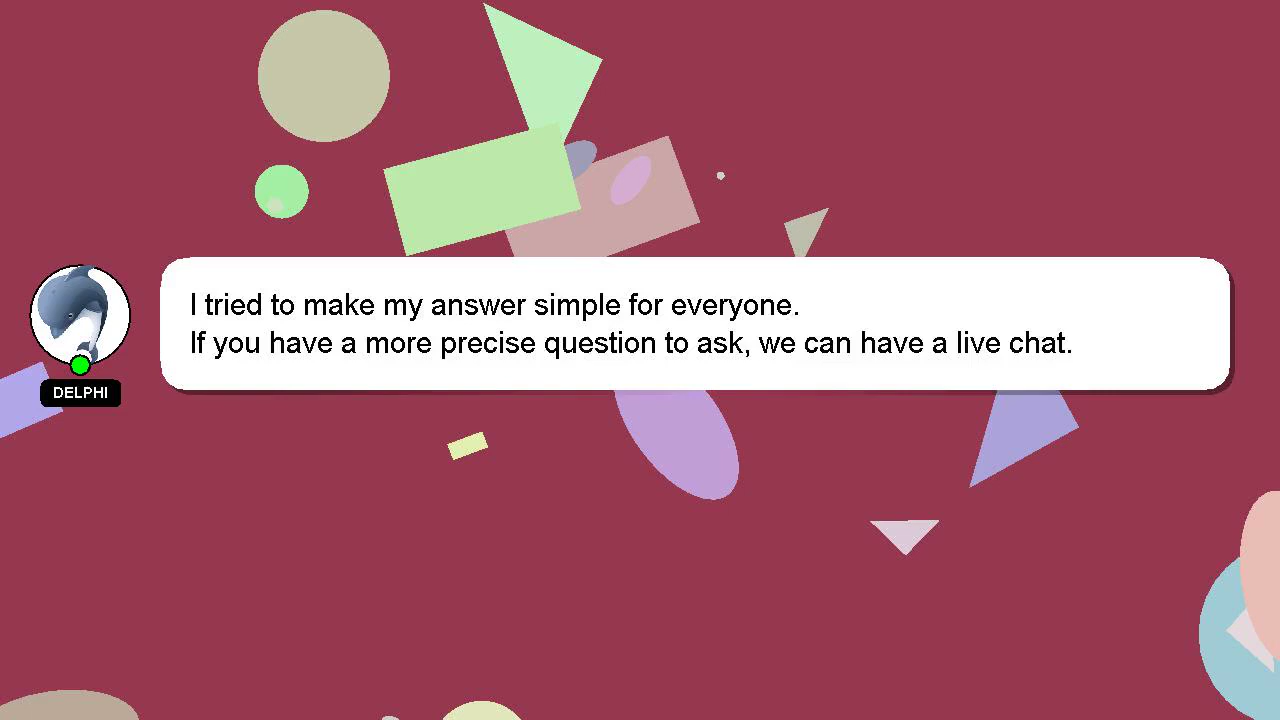 I tried to make my answer simple for everyone.
If you have a more precise question to ask, we can have a live chat.
DELPHI